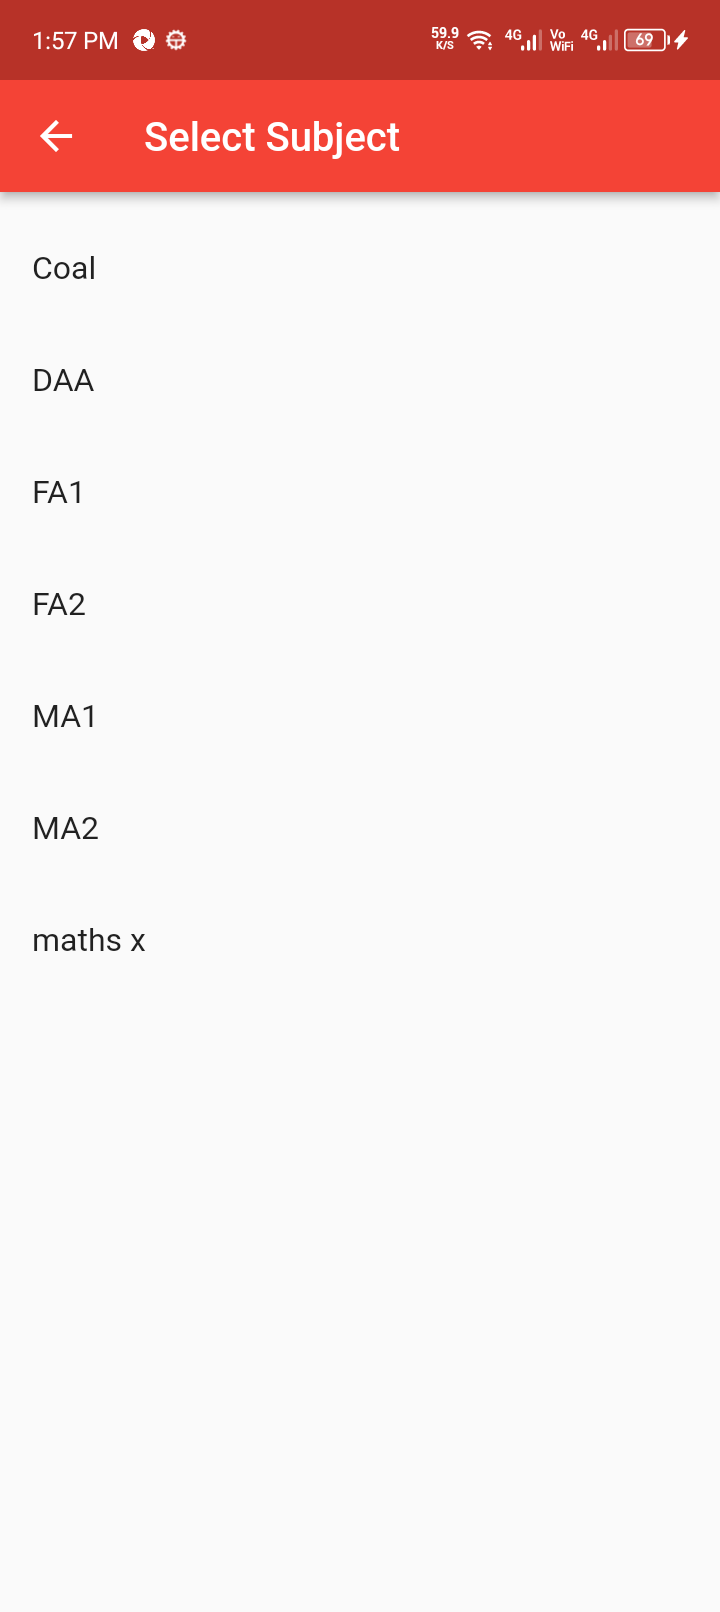 1:57 PM 59.9 K/S 4G Vo WiFi 4G 69
Select Subject
Coal
DAA
FA1
FA2
MA1
MA2
maths x